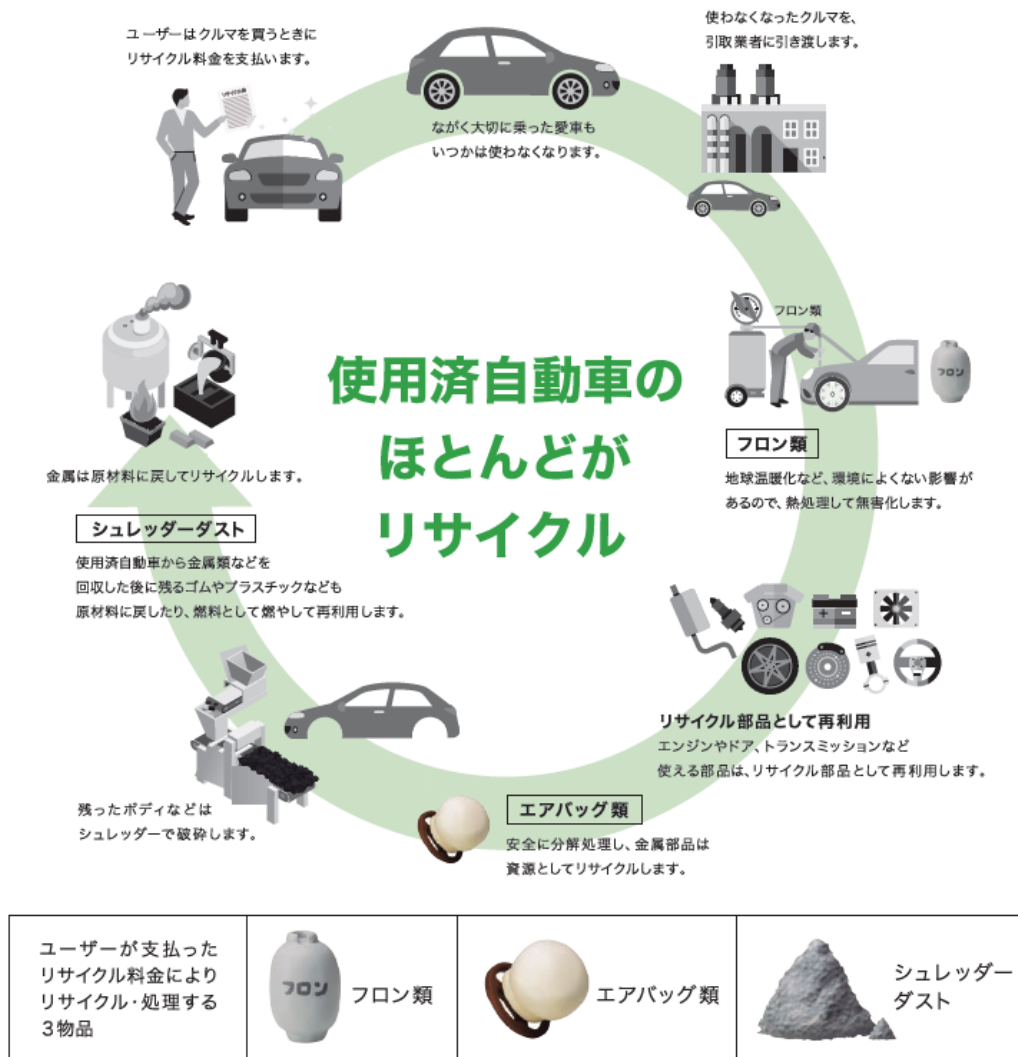 ユーザーはクルマを買うときに
リサイクル料金を支払います。
リサイクル券
ながく大切に乗った愛車も
いつかは使わなくなります。
使わなくなったクルマを、
引取業者に引き渡します。
フロン類
フロン
フロン類
地球温暖化など、環境によくない影響が
あるので、熱処理して無害化します。
使用済自動車の
ほとんどが
リサイクル
リサイクル部品として再利用
エンジンやドア、トランスミッションなど
使える部品は、リサイクル部品として再利用します。
エアバッグ類
安全に分解処理し、金属部品は
資源としてリサイクルします。
残ったボディなどは
シュレッダーで破砕します。
シュレッダーダスト
使用済自動車から金属類などを
回収した後に残るゴムやプラスチックなども
原材料に戻したり、燃料として燃やして再利用します。
金属は原材料に戻してリサイクルします。
ユーザーが支払った
リサイクル料金により
リサイクル・処理する
3物品
フロン
フロン類
エアバッグ類
シュレッダー
ダスト